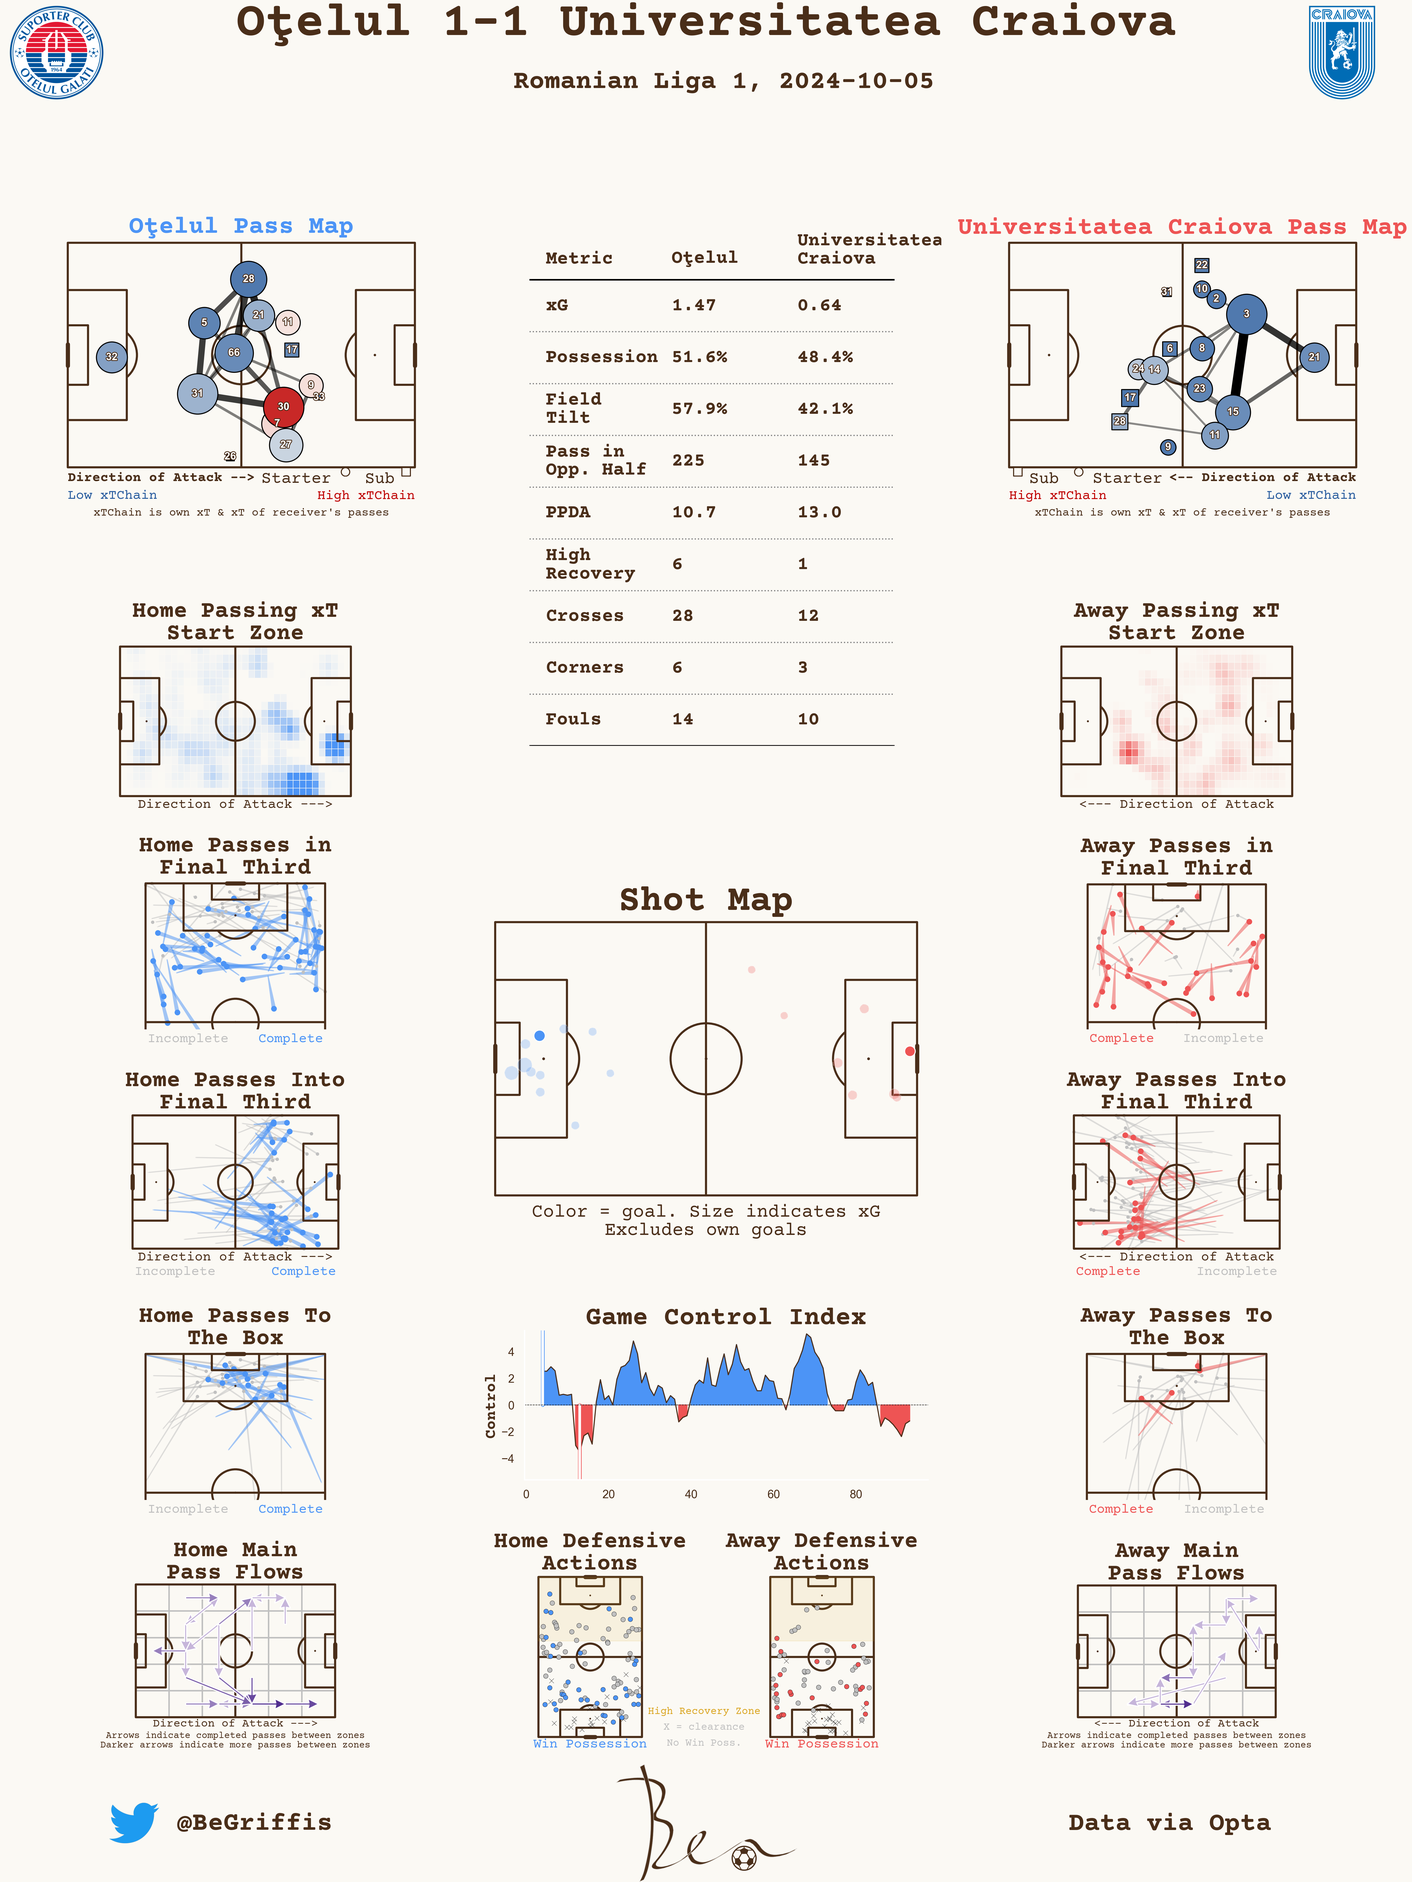 Oţelul 1-1 Universitatea Craiova
Romanian Liga 1, 2024-10-05
SUPORTER CLUB
OTELUL GALATI
1964
CRAIOVA
Oţelul Pass Map
28
5
21
11
66
17
32
31
9
33
30
7
27
26
Direction of Attack --> Starter Sub
Low xTChain High xTChain
xTChain is own xT & xT of receiver's passes
Metric Oţelul Universitatea
Craiova
xG 1.47 0.64
Possession 51.6% 48.4%
Field
Tilt 57.9% 42.1%
Pass in
Opp. Half 225 145
PPDA 10.7 13.0
High
Recovery 6 1
Crosses 28 12
Corners 6 3
Fouls 14 10
Universitatea Craiova Pass Map
22
31
10
2
3
6
8
21
24
14
23
17
15
28
11
9
Sub Starter <-- Direction of Attack
High xTChain Low xTChain
xTChain is own xT & xT of receiver's passes
Home Passing xT
Start Zone
Direction of Attack --->
Away Passing xT
Start Zone
<--- Direction of Attack
Home Passes in
Final Third
Incomplete Complete
Away Passes in
Final Third
Complete Incomplete
Shot Map
Color = goal. Size indicates xG
Excludes own goals
Home Passes Into
Final Third
Direction of Attack --->
Incomplete Complete
Away Passes Into
Final Third
<--- Direction of Attack
Complete Incomplete
Home Passes To
The Box
Incomplete Complete
Game Control Index
Control
4
2
0
−2
−4
0 20 40 60 80
Away Passes To
The Box
Complete Incomplete
Home Main
Pass Flows
Direction of Attack --->
Arrows indicate completed passes between zones
Darker arrows indicate more passes between zones
Home Defensive
Actions
Win Possession
High Recovery Zone
X = clearance
No Win Poss.
Away Defensive
Actions
Win Possession
Away Main
Pass Flows
<--- Direction of Attack
Arrows indicate completed passes between zones
Darker arrows indicate more passes between zones
@BeGriffis
Ben
Data via Opta